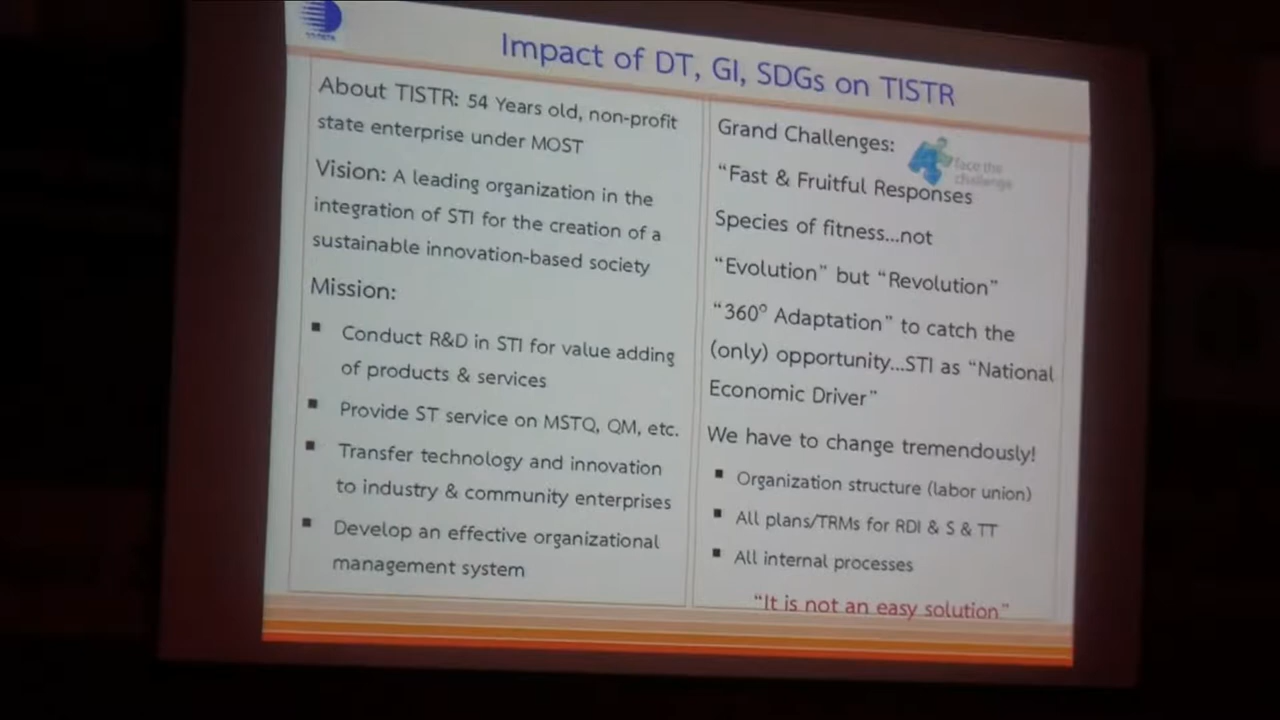 Impact of DT, GI, SDGs on TISTR
About TISTR: 54 Years old, non-profit
state enterprise under MOST
Vision: A leading organization in the
integration of STI for the creation of a
sustainable innovation-based society
Mission:
▪ Conduct R&D in STI for value adding
of products & services
▪ Provide ST service on MSTQ, QM, etc.
▪ Transfer technology and innovation
to industry & community enterprises
▪ Develop an effective organizational
management system
Grand Challenges:
face the
challenge
“Fast & Fruitful Responses
Species of fitness...not
“Evolution” but “Revolution”
“360° Adaptation” to catch the
(only) opportunity...STI as “National
Economic Driver”
We have to change tremendously!
▪ Organization structure (labor union)
▪ All plans/TRMs for RDI & S & TT
▪ All internal processes
“It is not an easy solution”